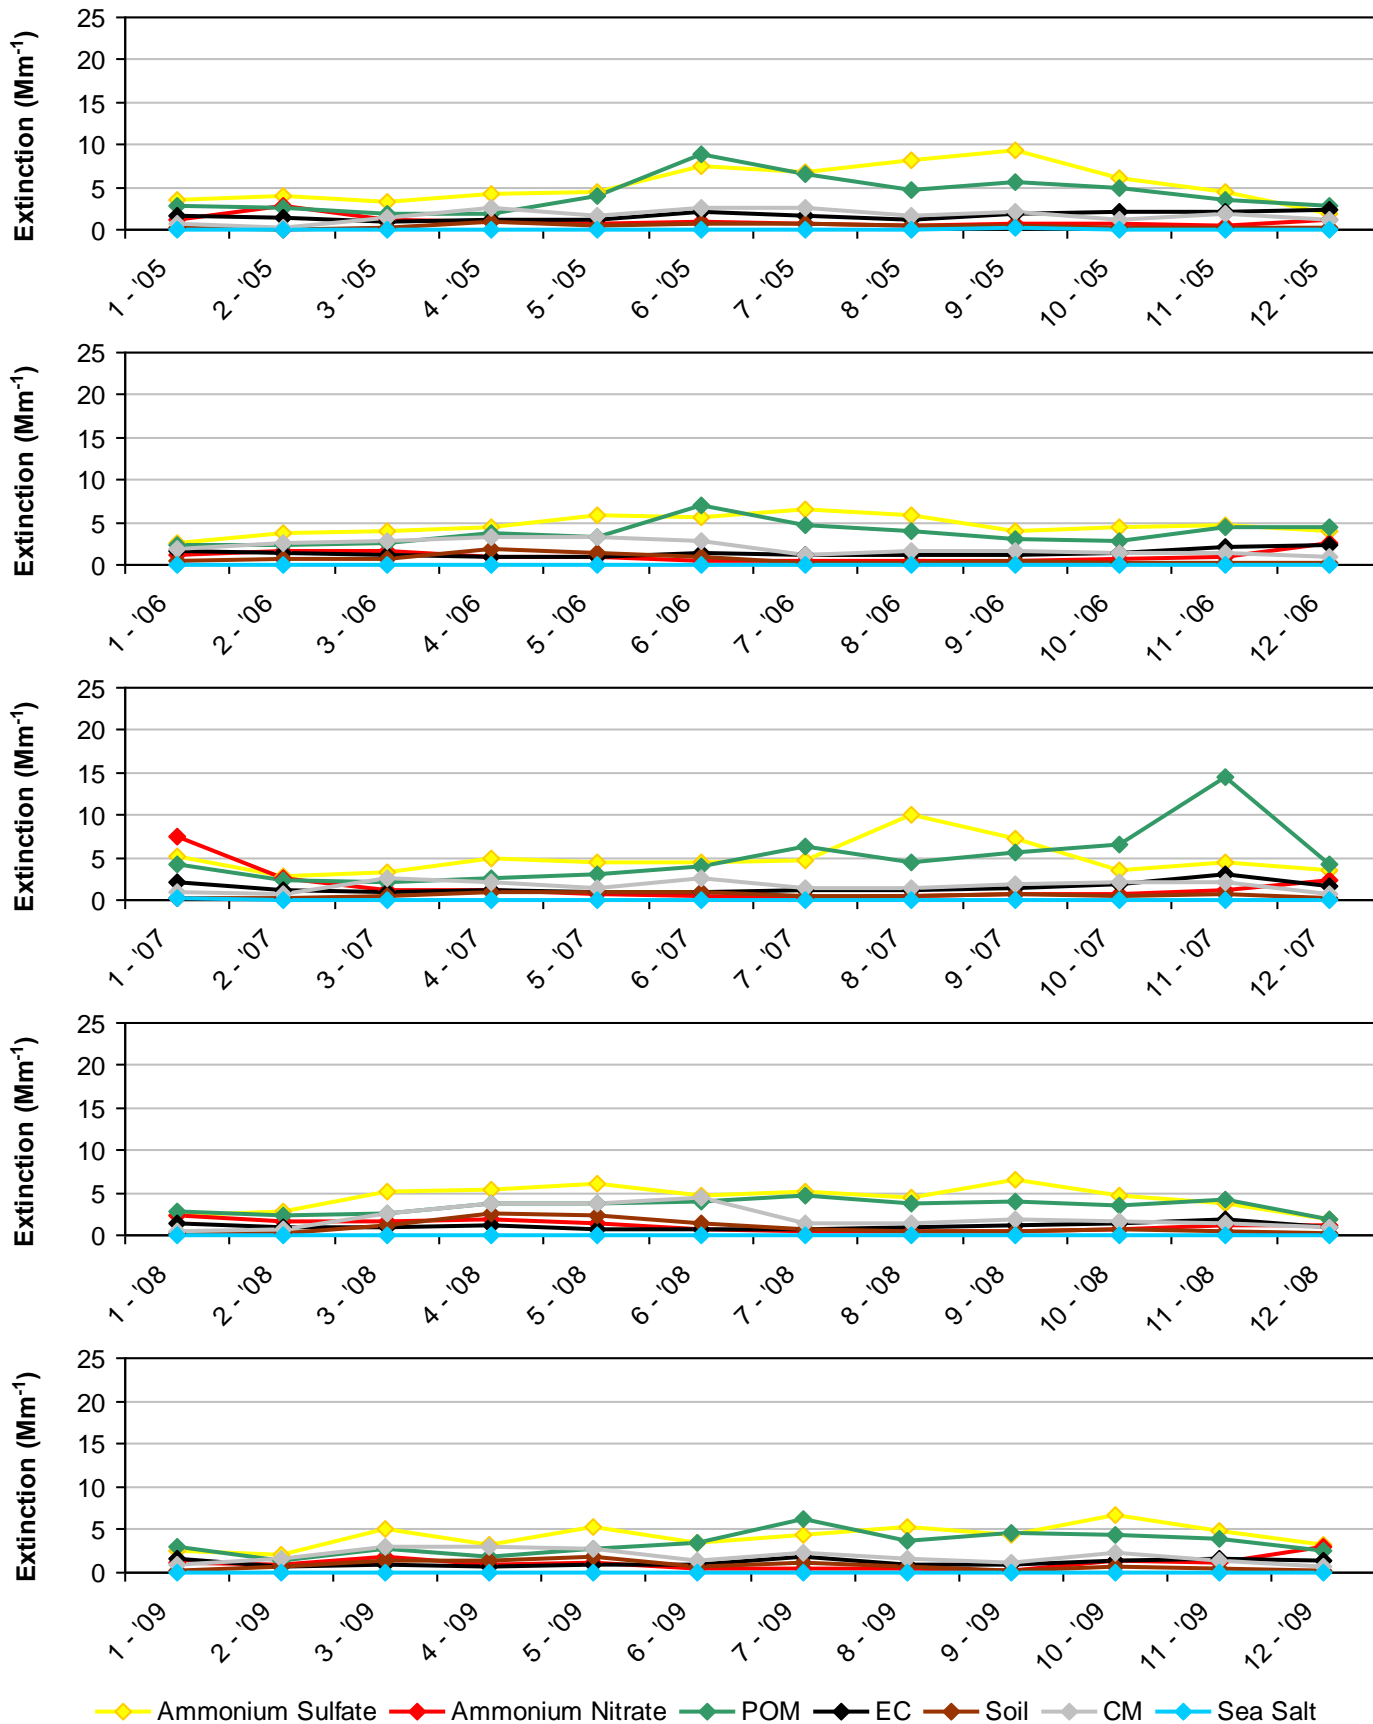 25
20
15
10
5
0
Extinction (Mm-1)
1 - '05 2 - '05 3 - '05 4 - '05 5 - '05 6 - '05 7 - '05 8 - '05 9 - '05 10 - '05 11 - '05 12 - '05
25
20
15
10
5
0
Extinction (Mm-1)
1 - '06 2 - '06 3 - '06 4 - '06 5 - '06 6 - '06 7 - '06 8 - '06 9 - '06 10 - '06 11 - '06 12 - '06
25
20
15
10
5
0
Extinction (Mm-1)
1 - '07 2 - '07 3 - '07 4 - '07 5 - '07 6 - '07 7 - '07 8 - '07 9 - '07 10 - '07 11 - '07 12 - '07
25
20
15
10
5
0
Extinction (Mm-1)
1 - '08 2 - '08 3 - '08 4 - '08 5 - '08 6 - '08 7 - '08 8 - '08 9 - '08 10 - '08 11 - '08 12 - '08
25
20
15
10
5
0
Extinction (Mm-1)
1 - '09 2 - '09 3 - '09 4 - '09 5 - '09 6 - '09 7 - '09 8 - '09 9 - '09 10 - '09 11 - '09 12 - '09
Ammonium Sulfate Ammonium Nitrate POM EC Soil CM Sea Salt